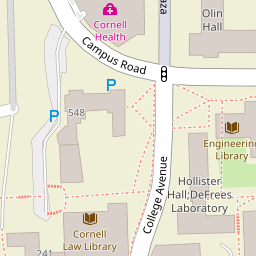 Cornell
Health
Olin
Hall
Plaza
Campus Road
P
P
548
Engineering
Library
College Avenue
Hollister
Hall;DeFrees
Laboratory
Cornell
Law Library
241